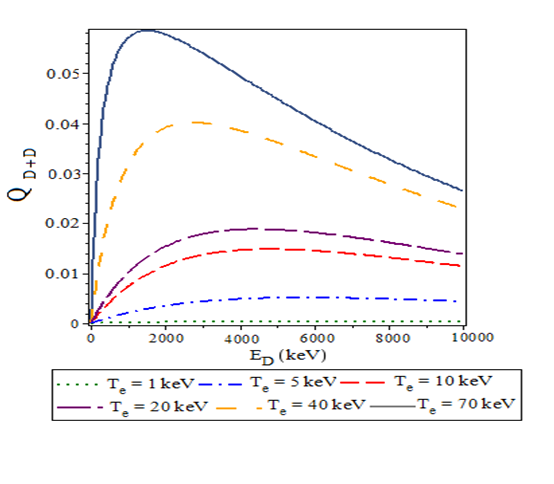 0.05
0.04
Q D+D
0.03
0.02
0.01
0
0 2000 4000 6000 8000 10000
E_D (keV)
T_e = 1 keV T_e = 5 keV T_e = 10 keV
T_e = 20 keV T_e = 40 keV T_e = 70 keV